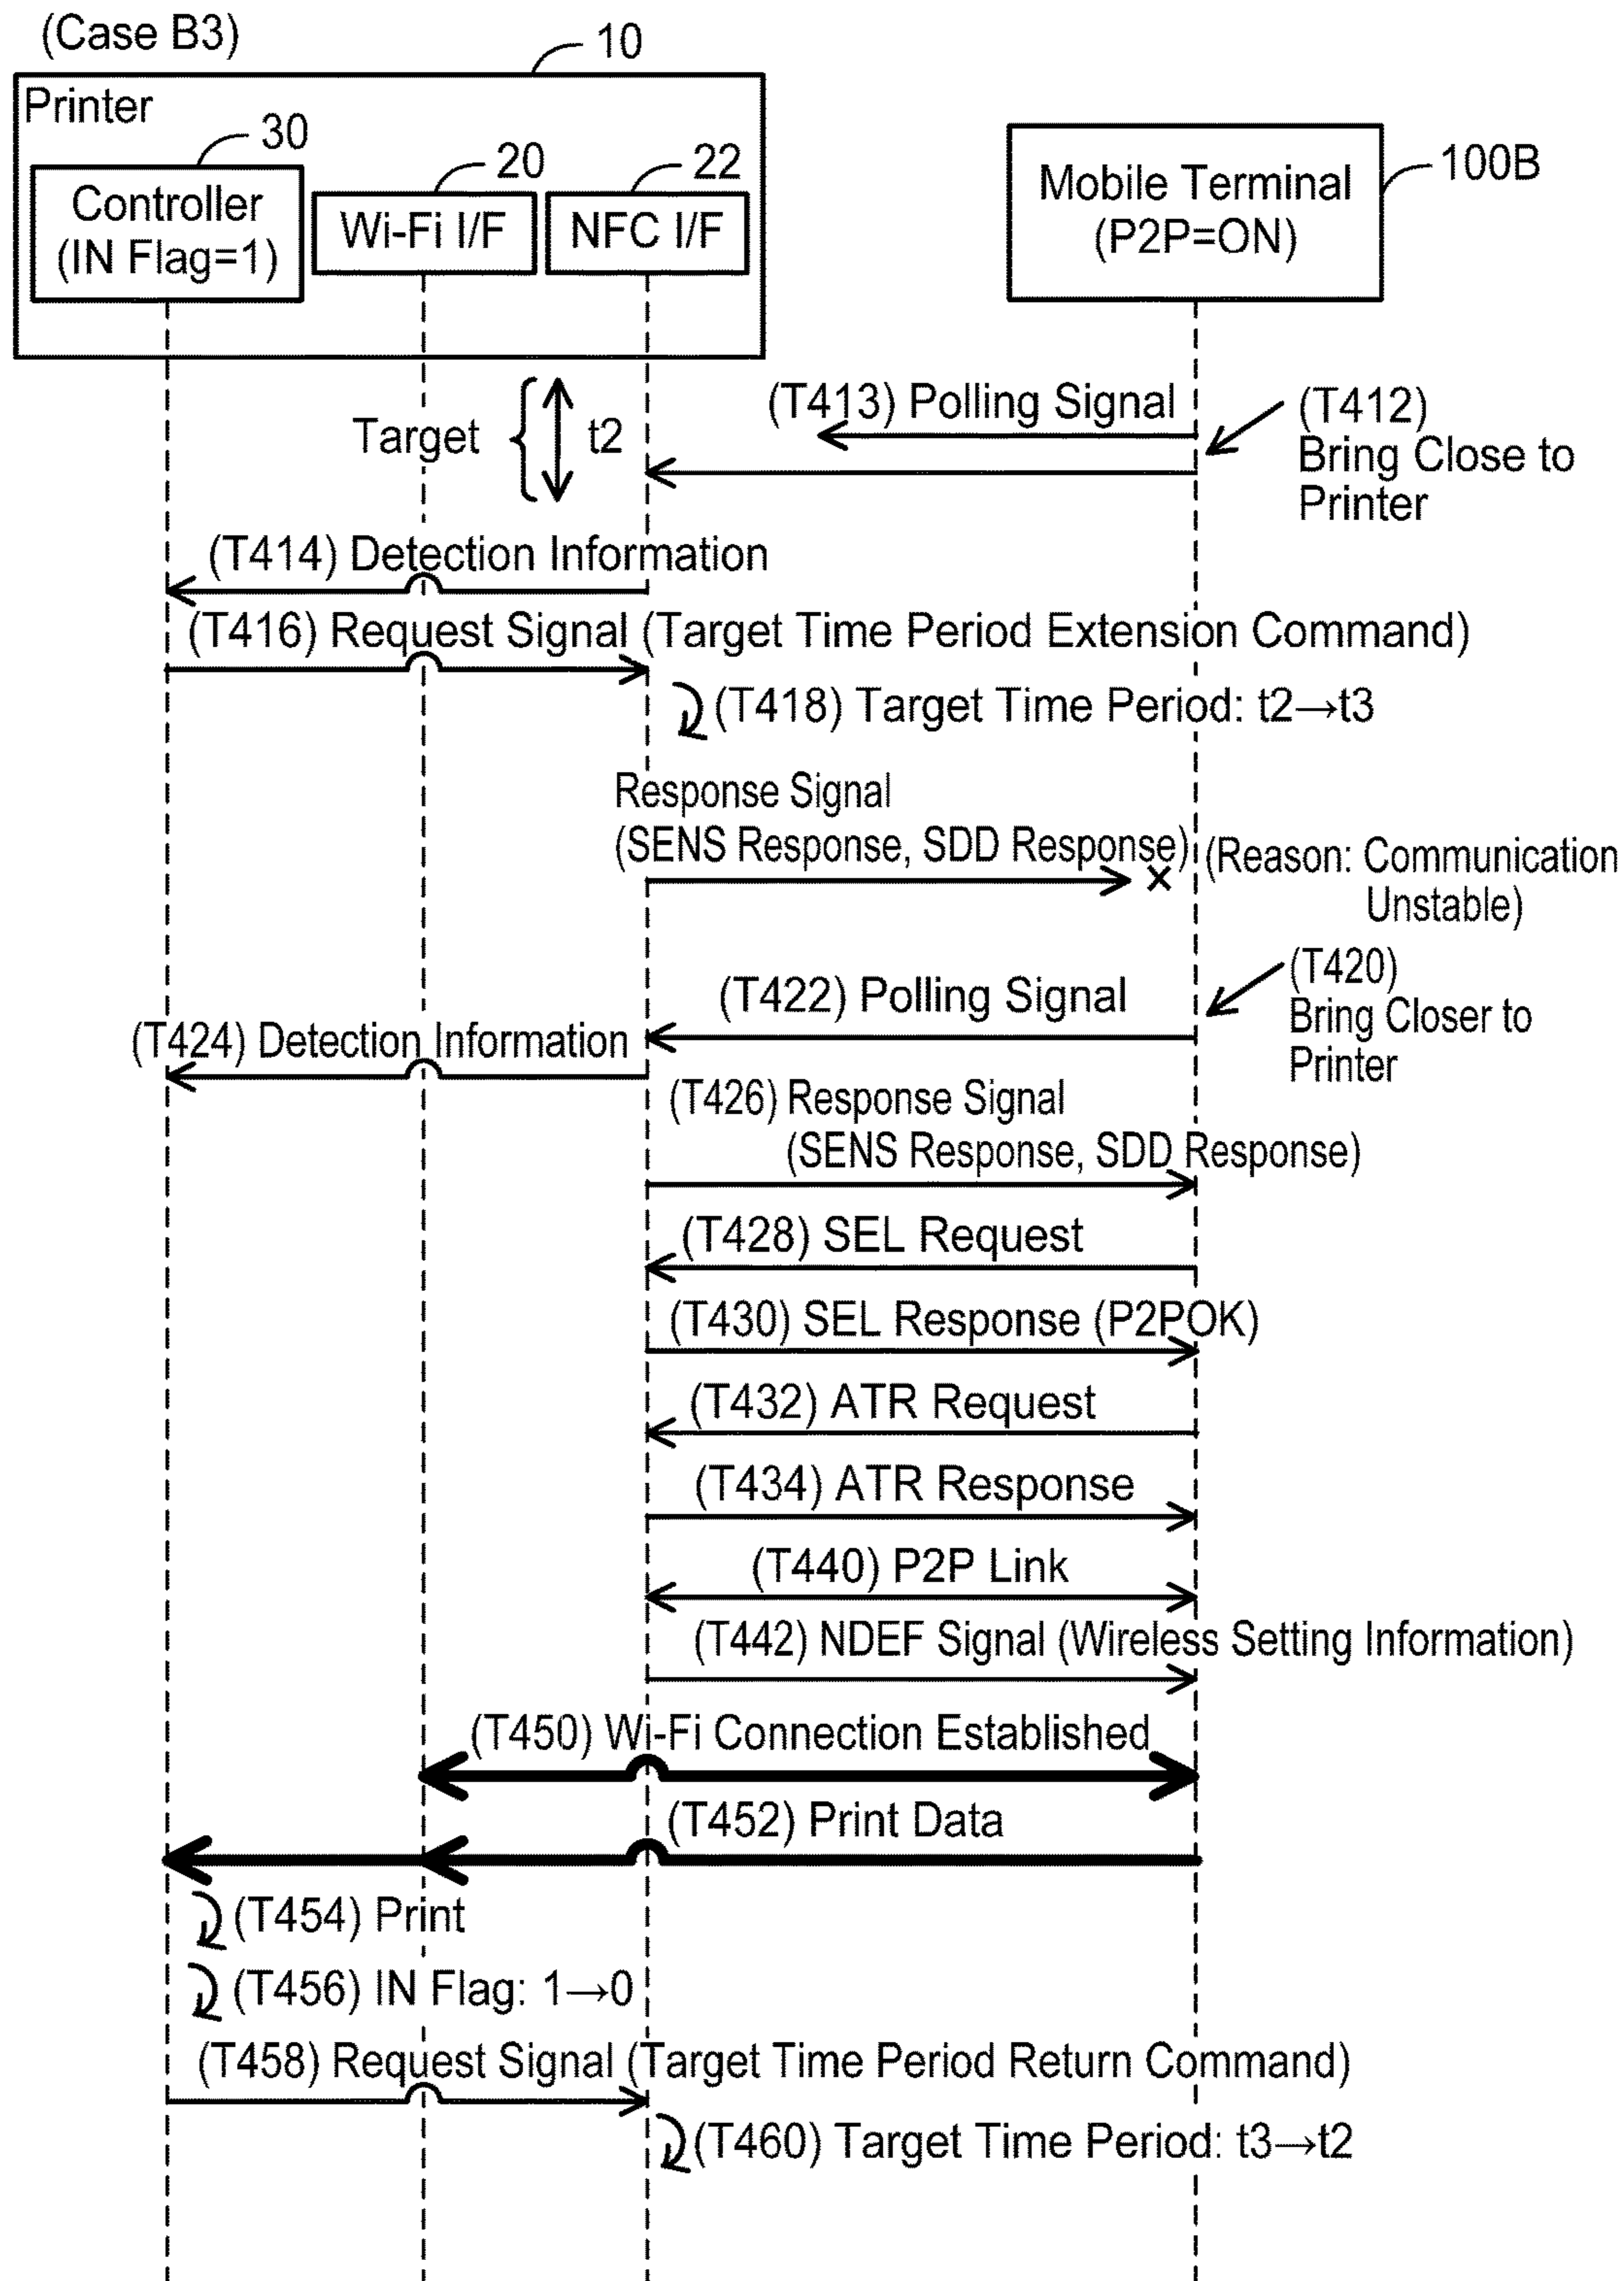 (Case B3)
10
Printer
30
20
22
Controller
(IN Flag=1)
Wi-Fi I/F
NFC I/F
Mobile Terminal
(P2P=ON)
100B
Target
t2
(T413) Polling Signal
(T412)
Bring Close to
Printer
(T414) Detection Information
(T416) Request Signal (Target Time Period Extension Command)
(T418) Target Time Period: t2→t3
Response Signal
(SENS Response, SDD Response)
(Reason: Communication
Unstable)
(T420)
Bring Closer to
Printer
(T422) Polling Signal
(T424) Detection Information
(T426) Response Signal
(SENS Response, SDD Response)
(T428) SEL Request
(T430) SEL Response (P2POK)
(T432) ATR Request
(T434) ATR Response
(T440) P2P Link
(T442) NDEF Signal (Wireless Setting Information)
(T450) Wi-Fi Connection Established
(T452) Print Data
(T454) Print
(T456) IN Flag: 1→0
(T458) Request Signal (Target Time Period Return Command)
(T460) Target Time Period: t3→t2